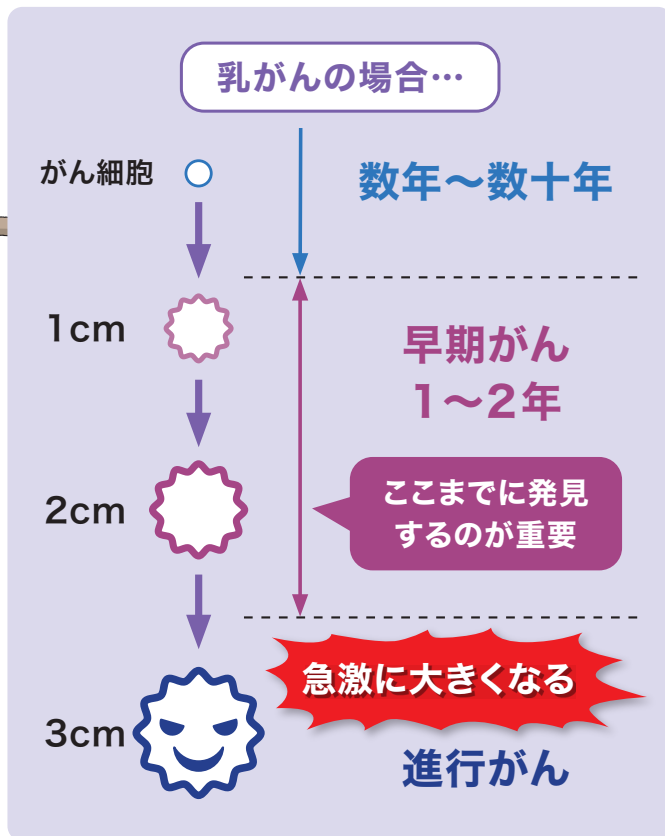 乳がんの場合…
がん細胞
数年～数十年
1cm
早期がん
1～2年
2cm
ここまでに発見
するのが重要
急激に大きくなる
3cm
進行がん